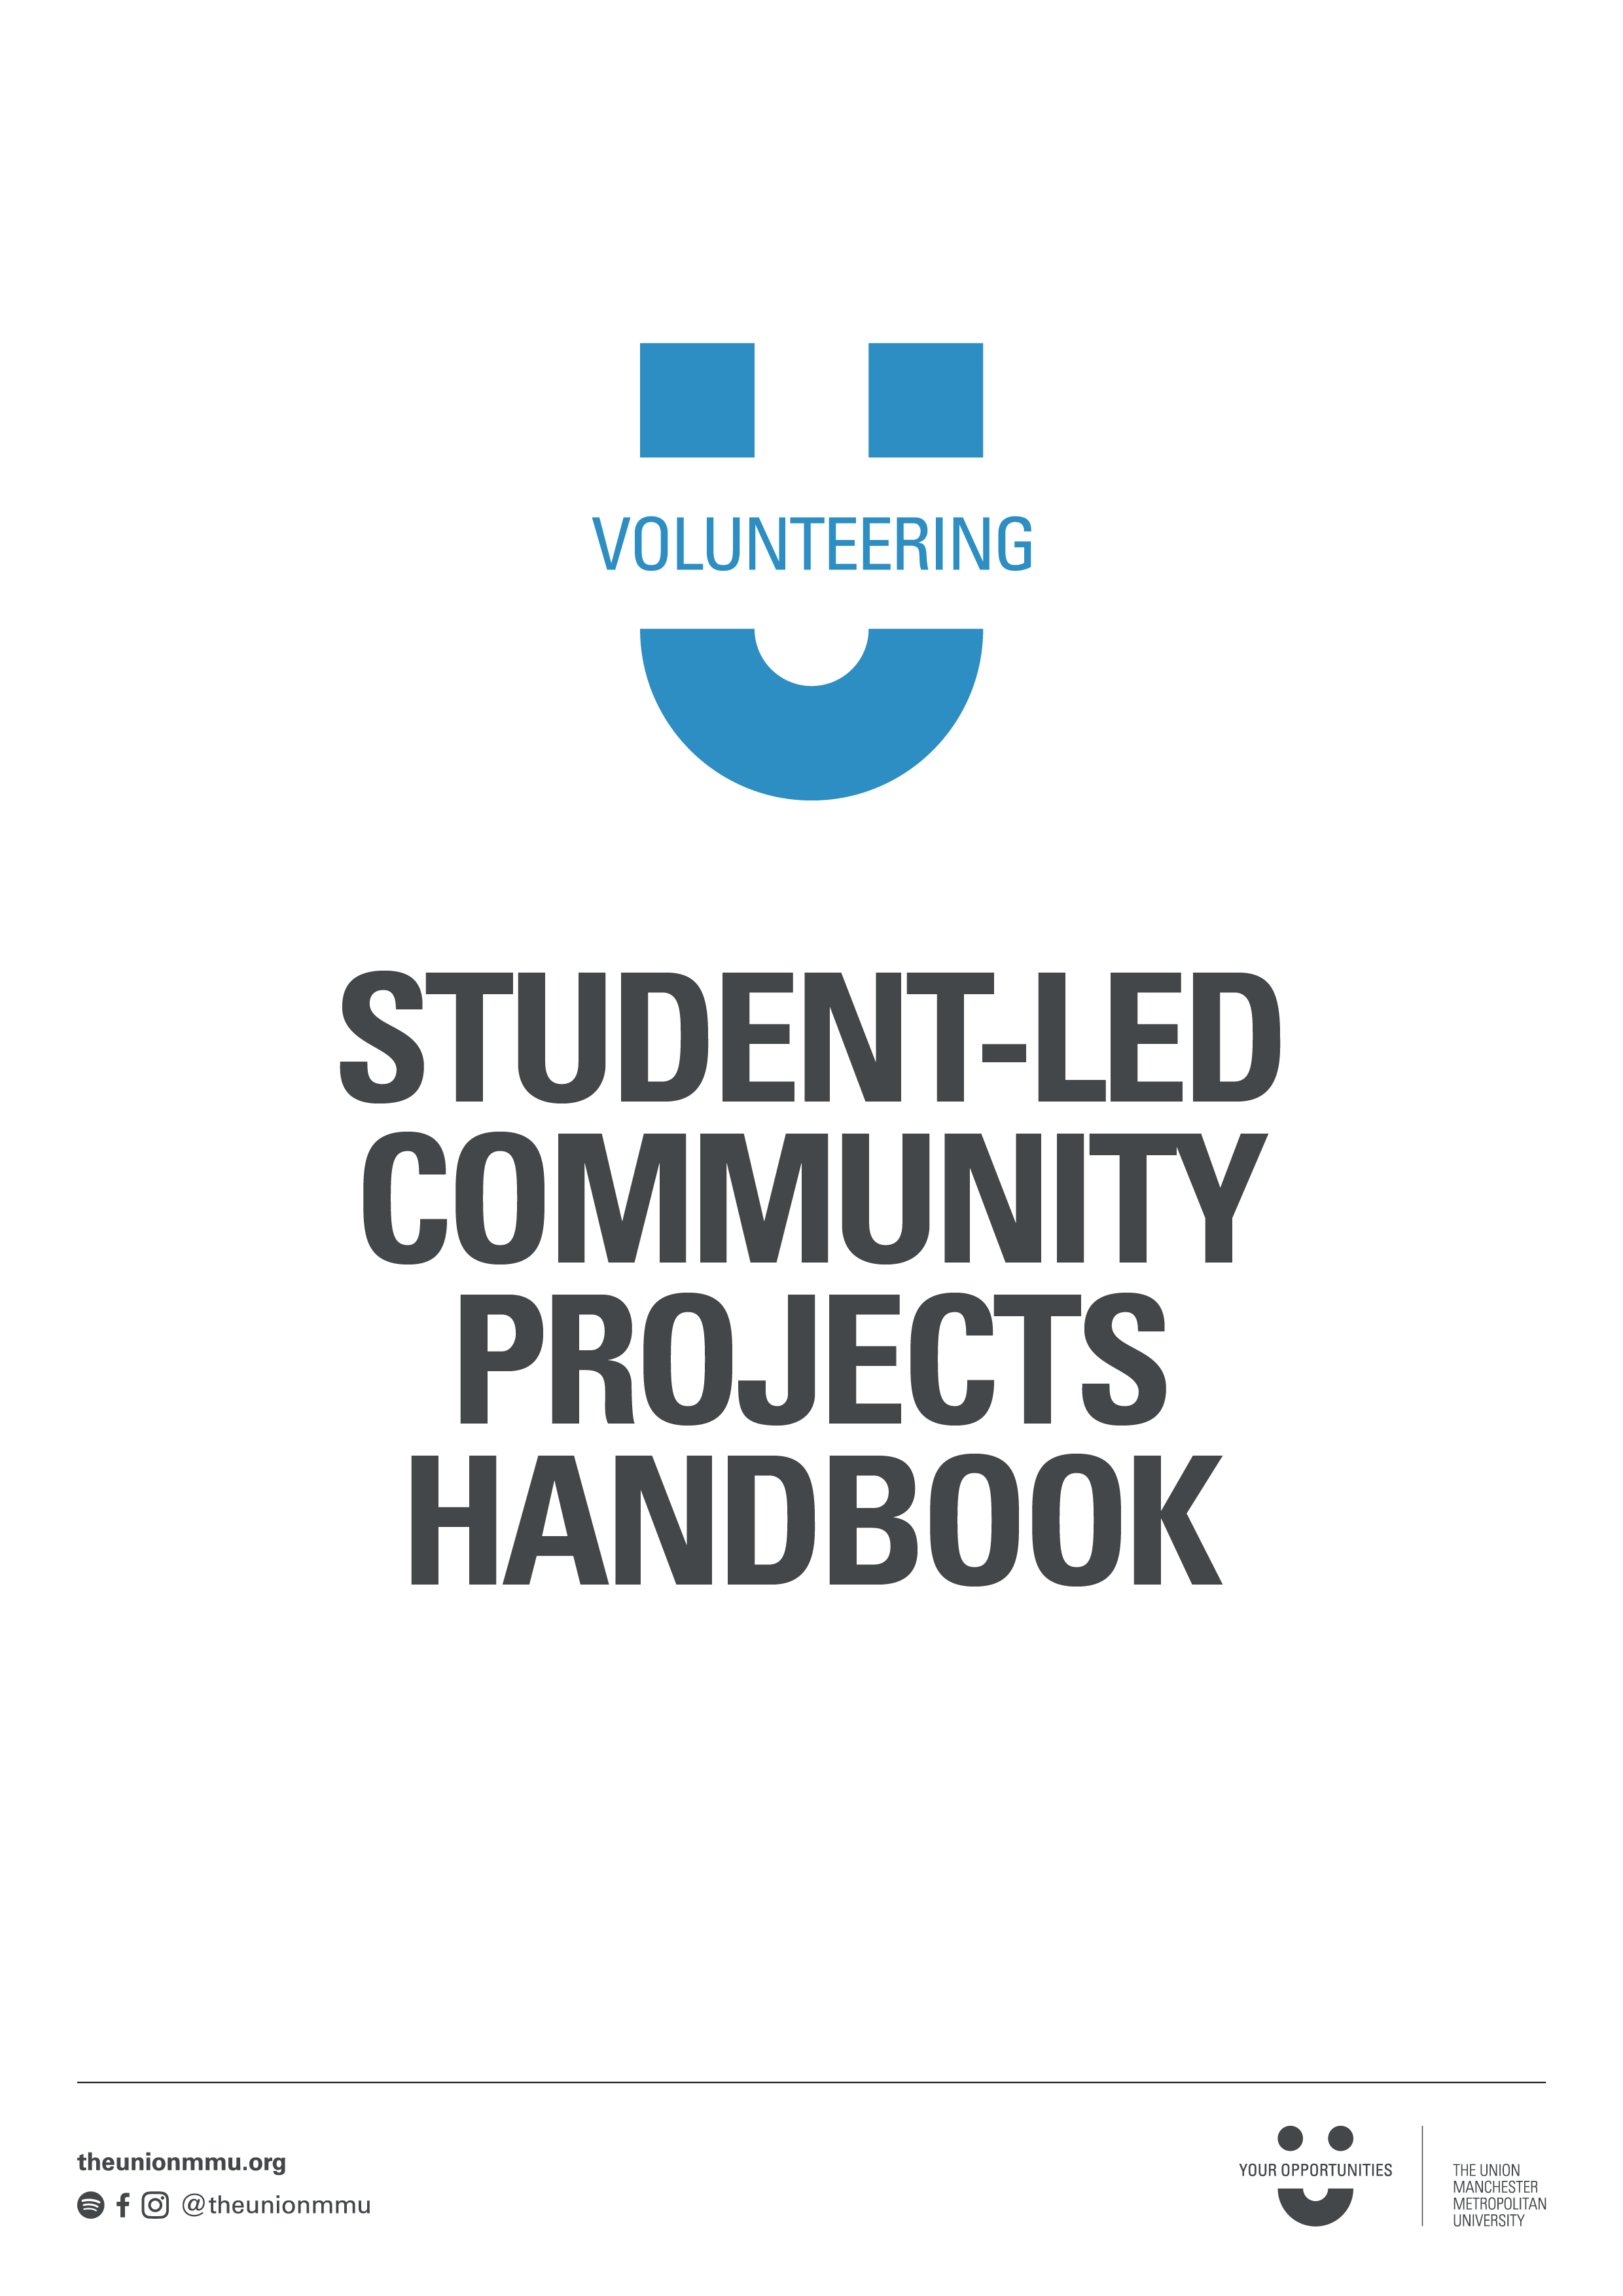 VOLUNTEERING
STUDENT-LED
COMMUNITY
PROJECTS
HANDBOOK
theunionmmu.org
@theunionmmu
YOUR OPPORTUNITIES
THE UNION
MANCHESTER
METROPOLITAN
UNIVERSITY